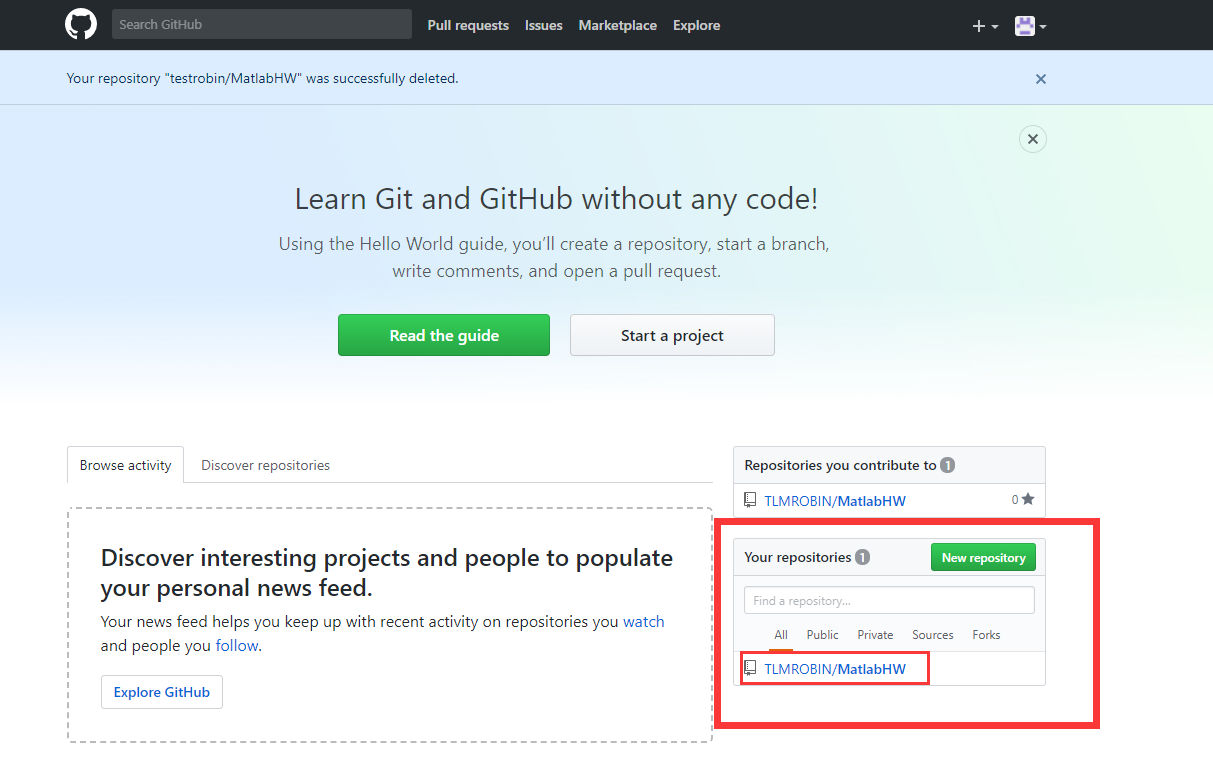 Search GitHub
Pull requests Issues Marketplace Explore
Your repository "testrobin/MatlabHW" was successfully deleted.
Learn Git and GitHub without any code!
Using the Hello World guide, you’ll create a repository, start a branch,
write comments, and open a pull request.
Read the guide Start a project
Browse activity Discover repositories
Discover interesting projects and people to populate
your personal news feed.
Your news feed helps you keep up with recent activity on repositories you watch
and people you follow.
Explore GitHub
Repositories you contribute to 1
TLMROBIN/MatlabHW 0
Your repositories 1 New repository
Find a repository...
All Public Private Sources Forks
TLMROBIN/MatlabHW